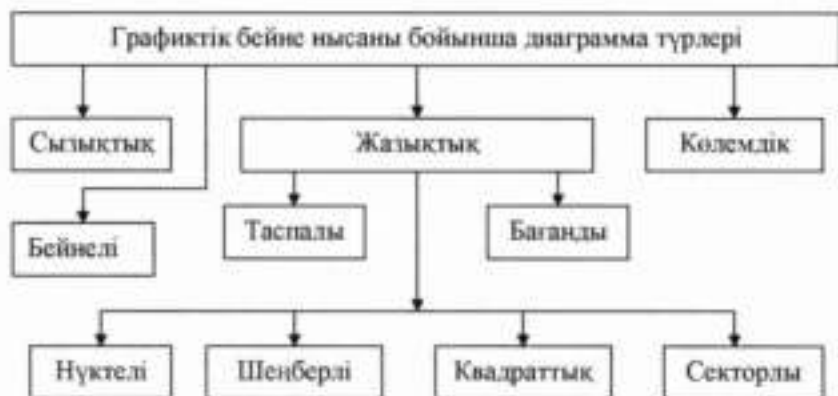 Графиктік бейне нысаны бойынша диаграмма түрлері
Сызықтық
Жазықтық
Көлемдік
Бейнелі
Таспалы
Бағанды
Нүктелі
Шеңберлі
Квадраттық
Секторлы